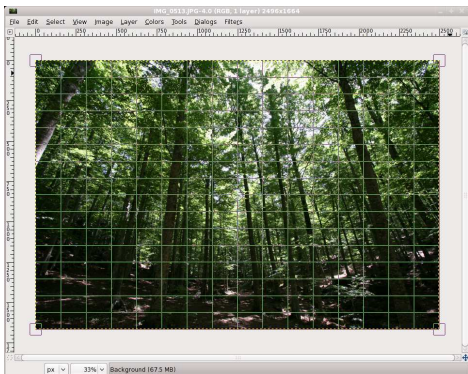 IMG_0513.JPG-4.0 (RGB, 1 layer) 2496x1664
File Edit Select View Image Layer Colors Tools Dialogs Filters
0 250 500 750 1000 1250 1500 1750 2000 2250 2500
px 33% Background (67.5 MB)